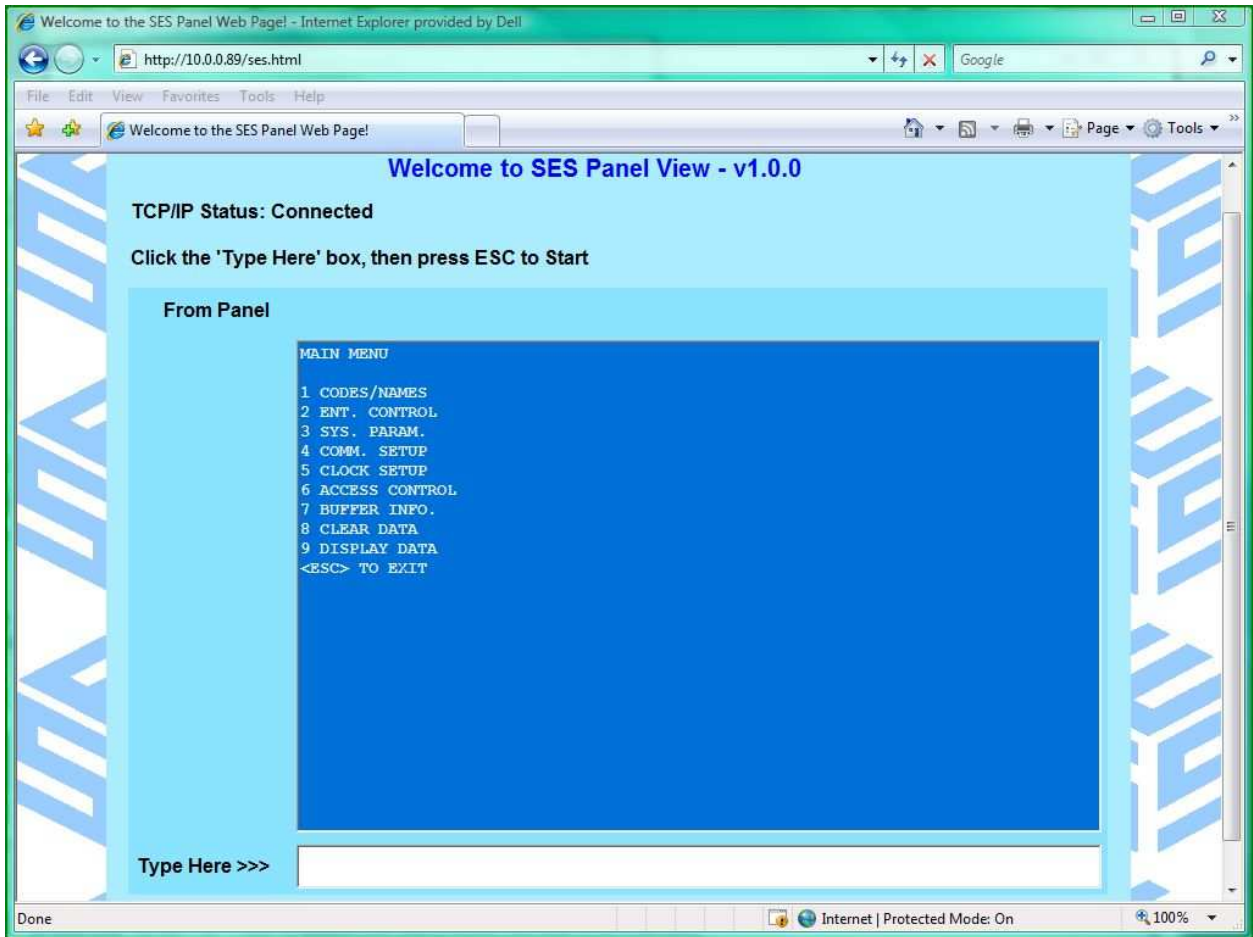 Welcome to the SES Panel Web Page! - Internet Explorer provided by Dell
http://10.0.0.89/ses.html
Google
File Edit View Favorites Tools Help
Welcome to the SES Panel Web Page!
Page Tools
Welcome to SES Panel View - v1.0.0
TCP/IP Status: Connected
Click the 'Type Here' box, then press ESC to Start
From Panel
MAIN MENU
1 CODES/NAMES
2 ENT. CONTROL
3 SYS. PARAM.
4 COMM. SETUP
5 CLOCK SETUP
6 ACCESS CONTROL
7 BUFFER INFO.
8 CLEAR DATA
9 DISPLAY DATA
<ESC> TO EXIT
Type Here >>>
Done
Internet | Protected Mode: On
100%